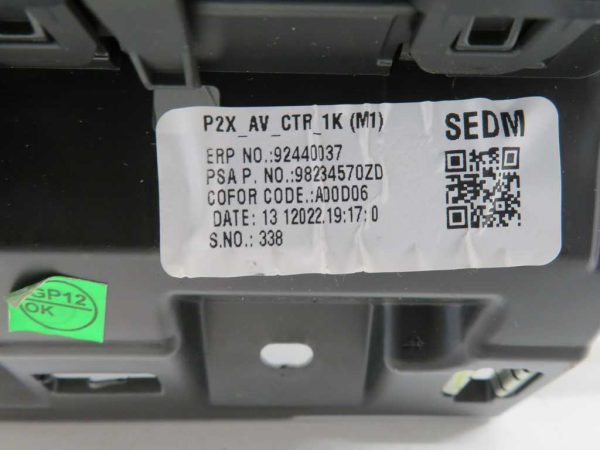 P2X_AV_CTR_1K (M1)
SEDM
ERP NO.:92440037
PSA P. NO.:98234570ZD
COFOR CODE.:A00D06
DATE: 13 12022.19:17: 0
S.NO.: 338
GP12
OK